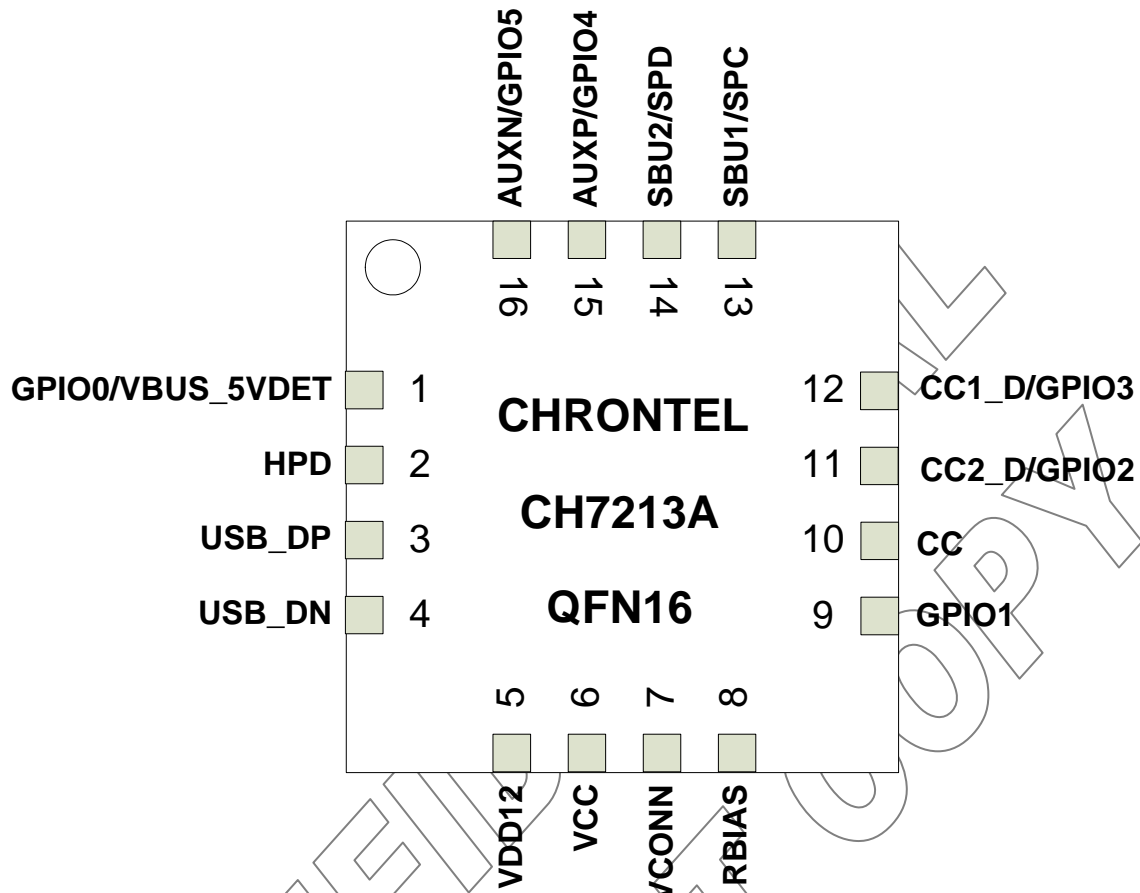 AUXN/GPIO5
AUXP/GPIO4
SBU2/SPD
SBU1/SPC
16
15
14
13
GPIO0/VBUS_5VDET
1
HPD
2
USB_DP
3
USB_DN
4
CHRONTEL
CH7213A
QFN16
12
CC1_D/GPIO3
11
CC2_D/GPIO2
10
CC
9
GPIO1
5
6
7
8
VDD12
VCC
VCONN
RBIAS
COPY